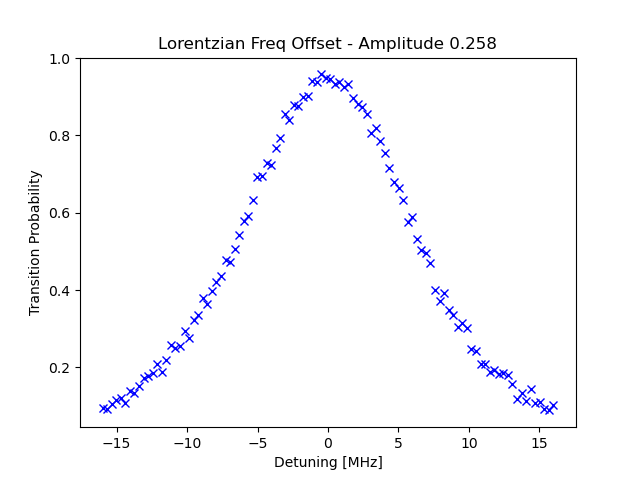 Lorentzian Freq Offset - Amplitude 0.258
1.0
0.8
0.6
0.4
0.2
Transition Probability
−15 −10 −5 0 5 10 15
Detuning [MHz]